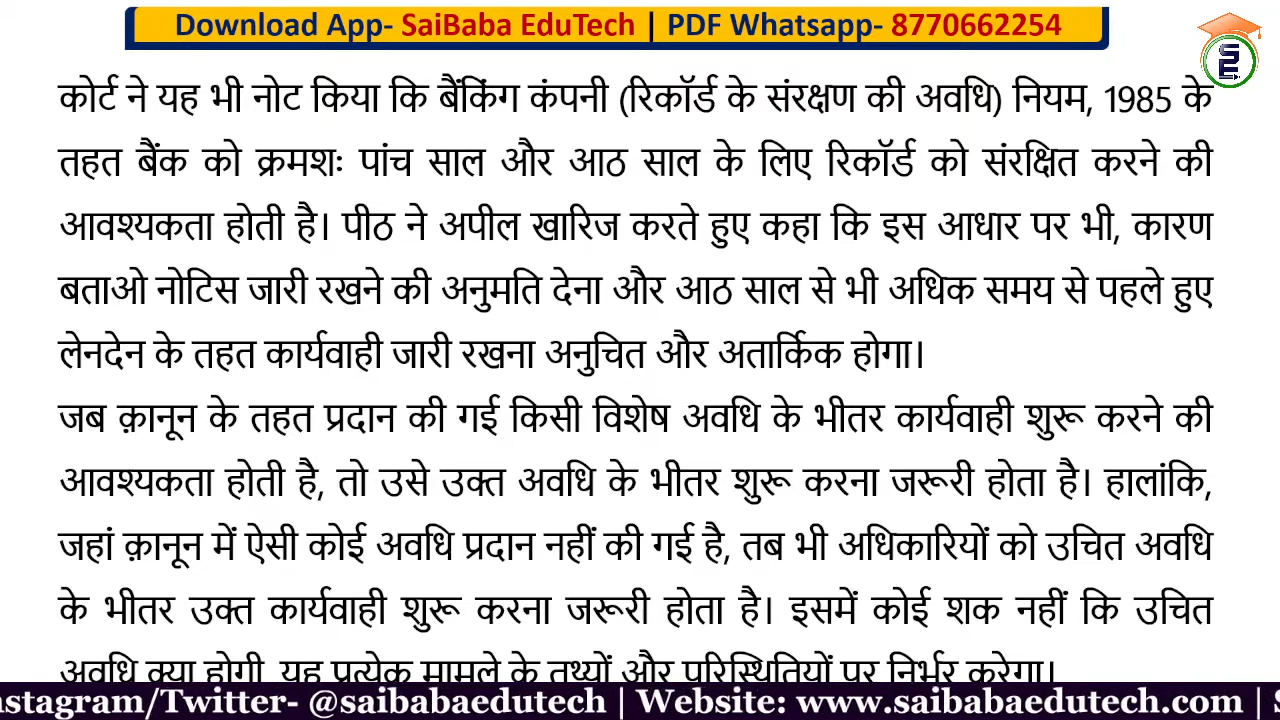 Download App- SaiBaba EduTech | PDF Whatsapp- 8770662254
SE
कोर्ट ने यह भी नोट किया कि बैंकिंग कंपनी (रिकॉर्ड के संरक्षण की अवधि) नियम, 1985 के
तहत बैंक को क्रमशः पांच साल और आठ साल के लिए रिकॉर्ड को संरक्षित करने की
आवश्यकता होती है। पीठ ने अपील खारिज करते हुए कहा कि इस आधार पर भी, कारण
बताओ नोटिस जारी रखने की अनुमति देना और आठ साल से भी अधिक समय से पहले हुए
लेनदेन के तहत कार्यवाही जारी रखना अनुचित और अतार्किक होगा।
जब क़ानून के तहत प्रदान की गई किसी विशेष अवधि के भीतर कार्यवाही शुरू करने की
आवश्यकता होती है, तो उसे उक्त अवधि के भीतर शुरू करना जरूरी होता है। हालांकि,
जहां क़ानून में ऐसी कोई अवधि प्रदान नहीं की गई है, तब भी अधिकारियों को उचित अवधि
के भीतर उक्त कार्यवाही शुरू करना जरूरी होता है। इसमें कोई शक नहीं कि उचित
अवधि क्या होगी, यह प्रत्येक मामले के तथ्यों और परिस्थितियों पर निर्भर करेगा।
nstagram/Twitter- @saibabaedutech | Website: www.saibabaedutech.com | S